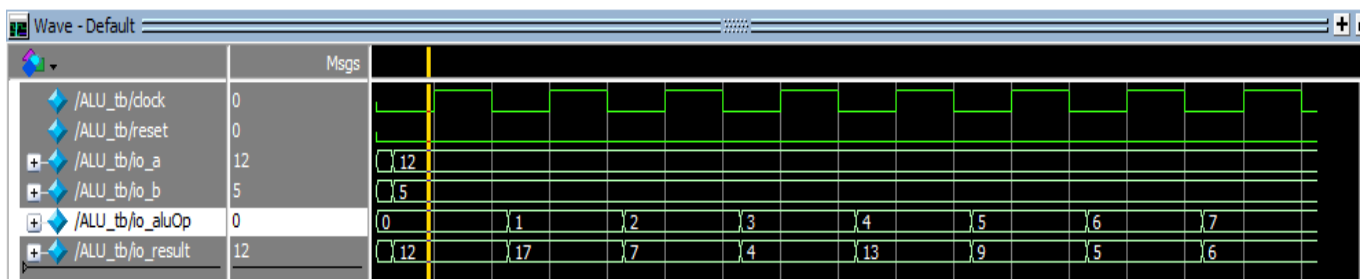 Wave - Default
Msgs
/ALU_tb/clock 0
/ALU_tb/reset 0
/ALU_tb/io_a 12 12
/ALU_tb/io_b 5 5
/ALU_tb/io_aluOp 0 0 1 2 3 4 5 6 7
/ALU_tb/io_result 12 12 17 7 4 13 9 5 6